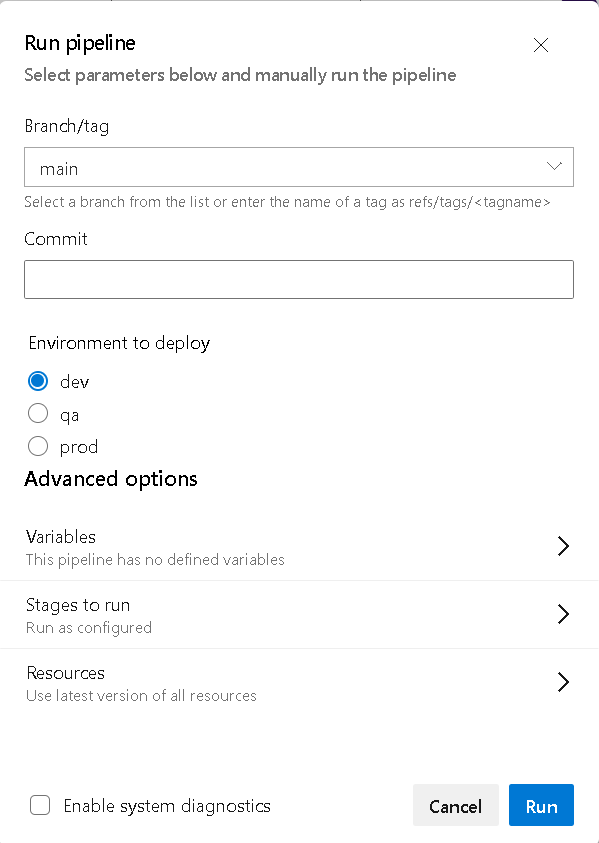 Run pipeline
Select parameters below and manually run the pipeline
Branch/tag
main
Select a branch from the list or enter the name of a tag as refs/tags/<tagname>
Commit
Environment to deploy
dev
qa
prod
Advanced options
Variables
This pipeline has no defined variables
Stages to run
Run as configured
Resources
Use latest version of all resources
Enable system diagnostics
Cancel
Run